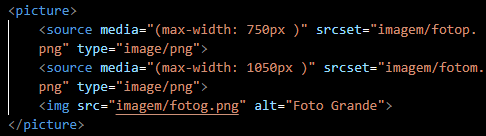 <picture>
<source media="(max-width: 750px )" srcset="imagem/fotop.
png" type="image/png">
<source media="(max-width: 1050px )" srcset="imagem/fotom.
png" type="image/png">
<img src="imagem/fotog.png" alt="Foto Grande">
</picture>